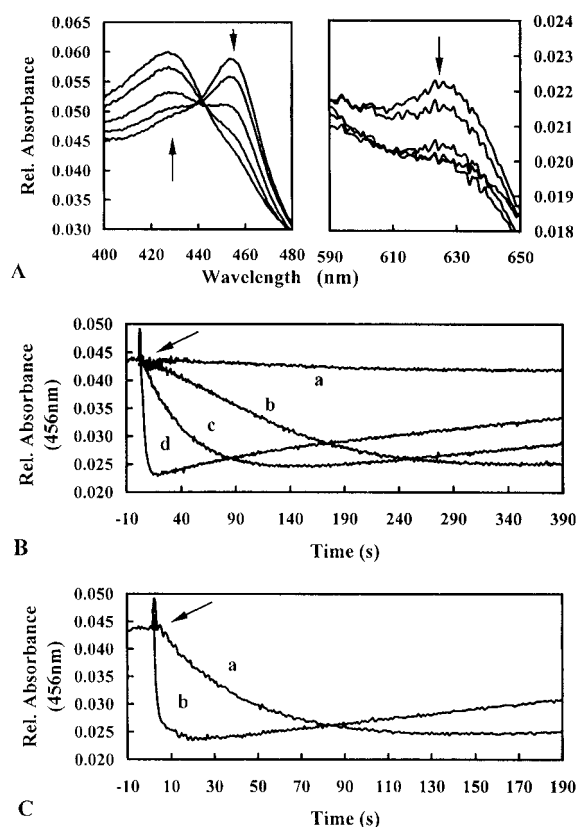 0.065
0.060
0.055
0.050
0.045
0.040
0.035
0.030
Rel. Absorbance
400 420 440 460 480
0.024
0.023
0.022
0.021
0.020
0.019
0.018
590 610 630 650
Wavelength (nm)
A
0.050
0.045
0.040
0.035
0.030
0.025
0.020
Rel. Absorbance
(456nm)
a
b
c
d
-10 40 90 140 190 240 290 340 390
Time (s)
B
0.050
0.045
0.040
0.035
0.030
0.025
0.020
Rel. Absorbance
(456nm)
a
b
-10 10 30 50 70 90 110 130 150 170 190
Time (s)
C